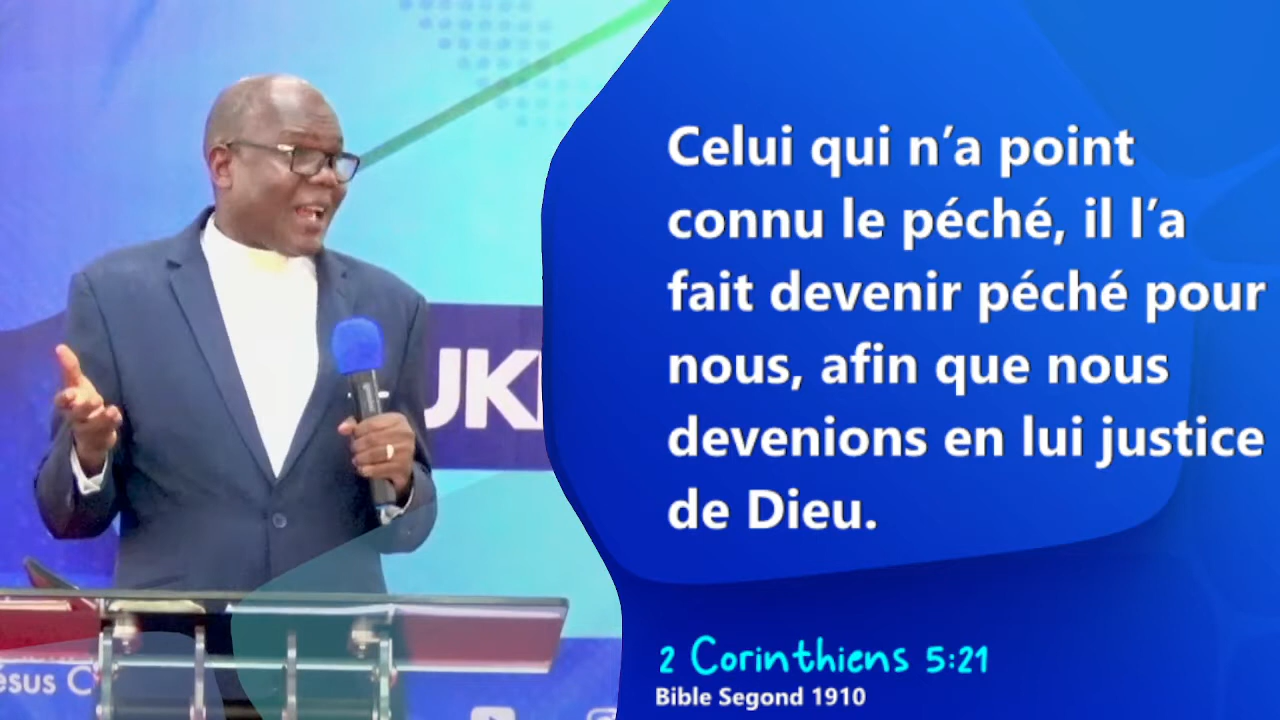 Celui qui n’a point
connu le péché, il l’a
fait devenir péché pour
nous, afin que nous
devenions en lui justice
de Dieu.
2 Corinthiens 5:21
Bible Segond 1910